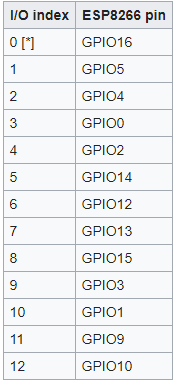 I/O index ESP8266 pin
0 [*] GPIO16
1 GPIO5
2 GPIO4
3 GPIO0
4 GPIO2
5 GPIO14
6 GPIO12
7 GPIO13
8 GPIO15
9 GPIO3
10 GPIO1
11 GPIO9
12 GPIO10